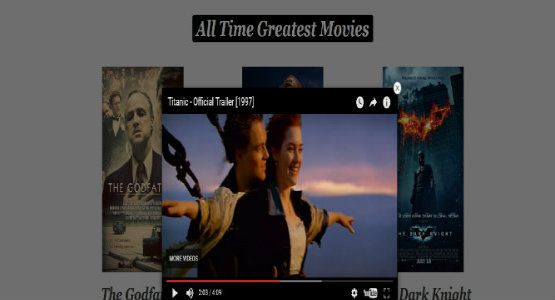 All Time Greatest Movies
Titanic - Official Trailer [1997]
THE GODFAT
THE DARK KNIGHT
MORE VIDEOS
2:03 / 4:09
YouTube
The Godfa
Dark Knight